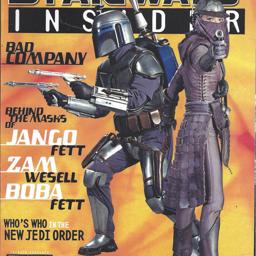 STAR WARS
INSIDER
BAD
COMPANY
BEHIND
THE MASKS
OF
JANGO
FETT
ZAM
WESELL
BOBA
FETT
WHO'S WHO IN THE
NEW JEDI ORDER